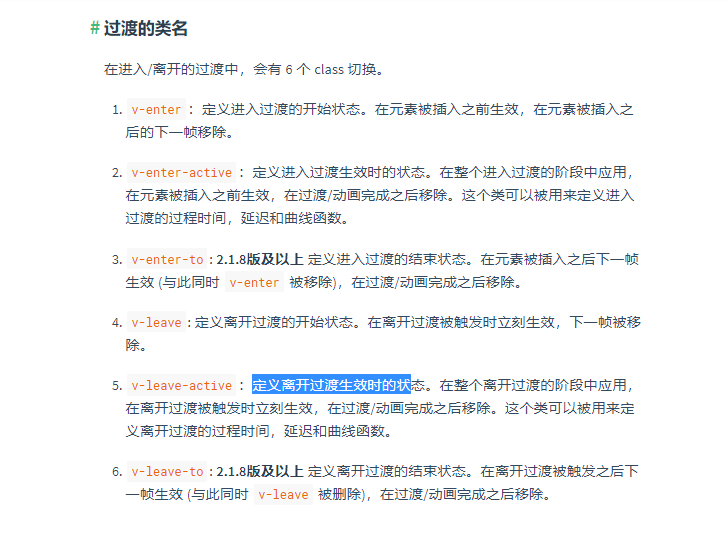 # 过渡的类名
在进入/离开的过渡中，会有 6 个 class 切换。
1. v-enter：定义进入过渡的开始状态。在元素被插入之前生效，在元素被插入之
后的下一帧移除。
2. v-enter-active：定义进入过渡生效时的状态。在整个进入过渡的阶段中应用，
在元素被插入之前生效，在过渡/动画完成之后移除。这个类可以被用来定义进入
过渡的过程时间，延迟和曲线函数。
3. v-enter-to: 2.1.8版及以上 定义进入过渡的结束状态。在元素被插入之后下一帧
生效 (与此同时 v-enter 被移除)，在过渡/动画完成之后移除。
4. v-leave: 定义离开过渡的开始状态。在离开过渡被触发时立刻生效，下一帧被移
除。
5. v-leave-active：定义离开过渡生效时的状态。在整个离开过渡的阶段中应用，
在离开过渡被触发时立刻生效，在过渡/动画完成之后移除。这个类可以被用来定
义离开过渡的过程时间，延迟和曲线函数。
6. v-leave-to: 2.1.8版及以上 定义离开过渡的结束状态。在离开过渡被触发之后下
一帧生效 (与此同时 v-leave 被删除)，在过渡/动画完成之后移除。